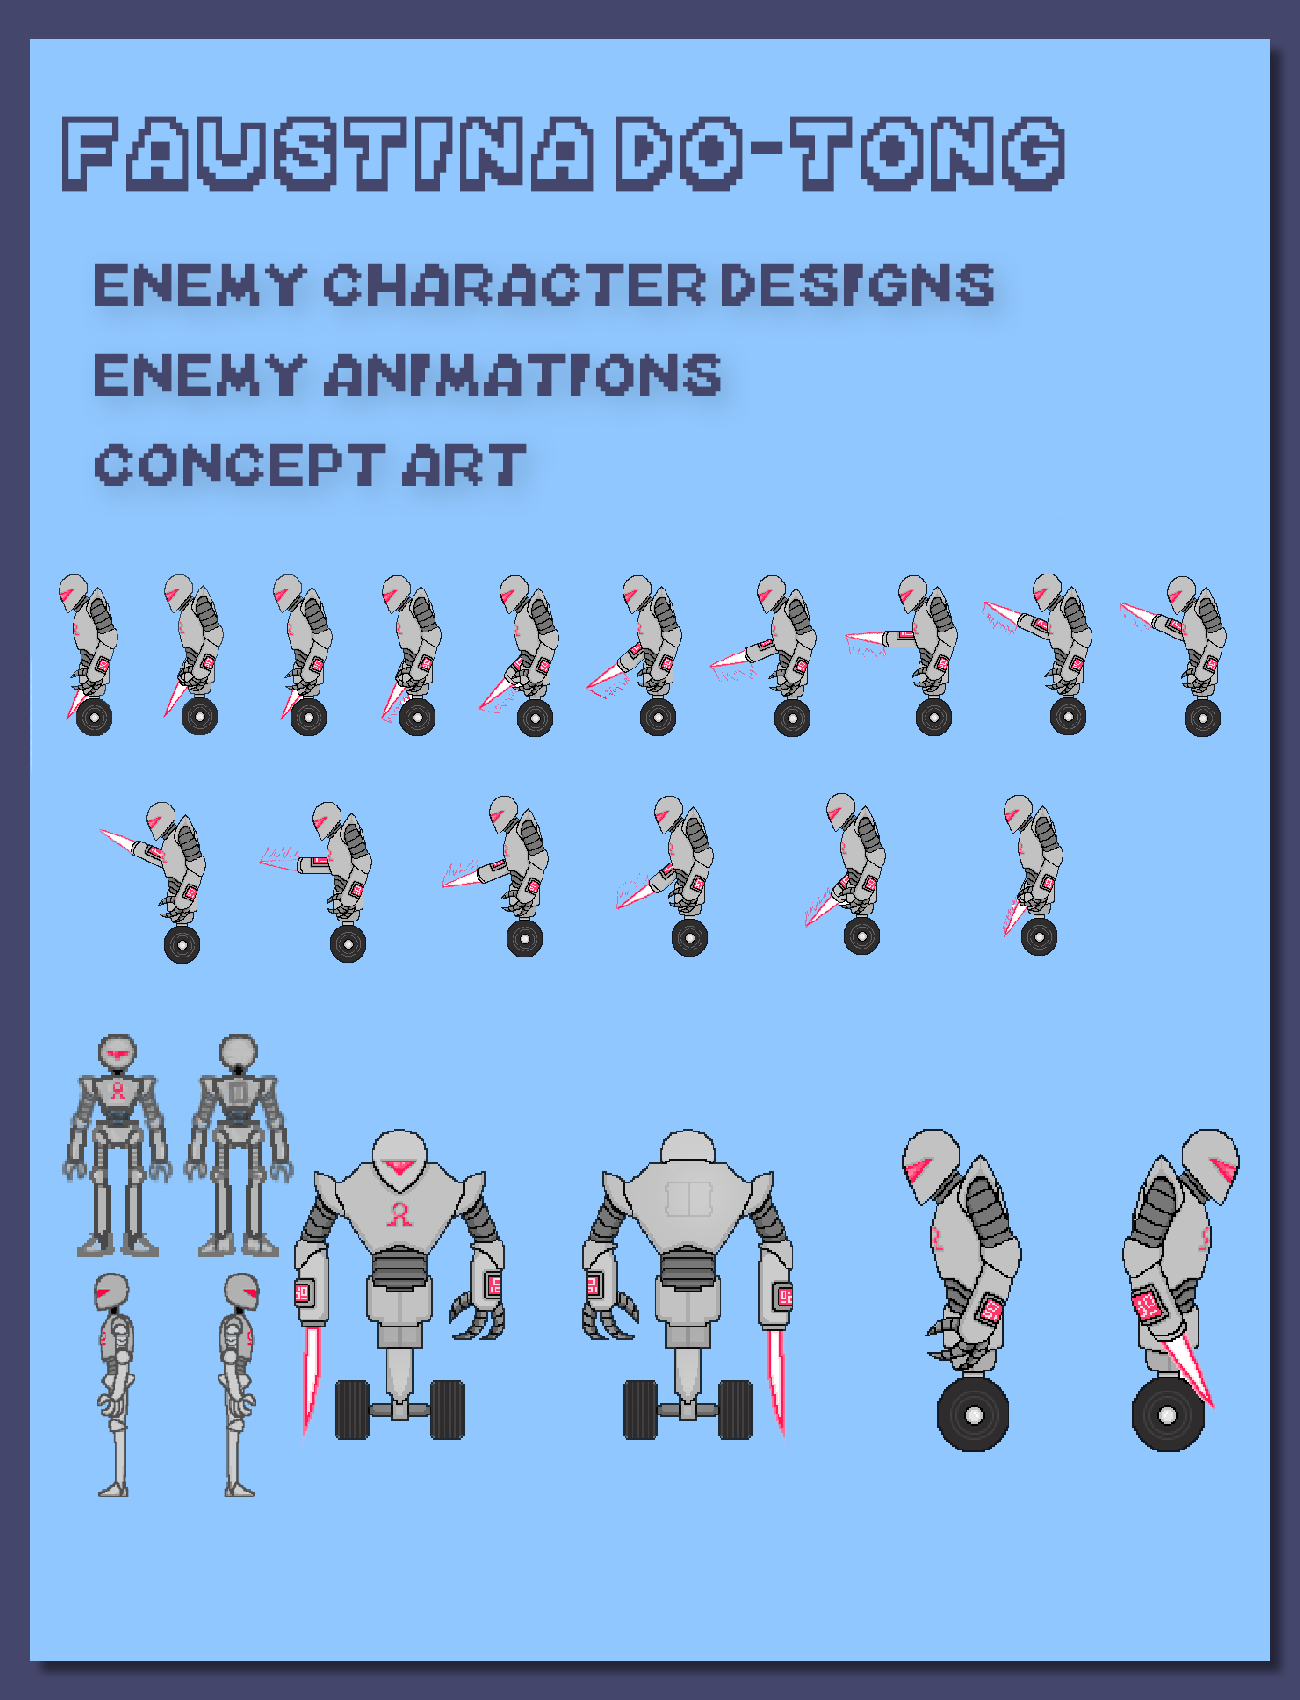 FAUSTINA DO-TONG
ENEMY CHARACTER DESIGNS
ENEMY ANIMATIONS
CONCEPT ART